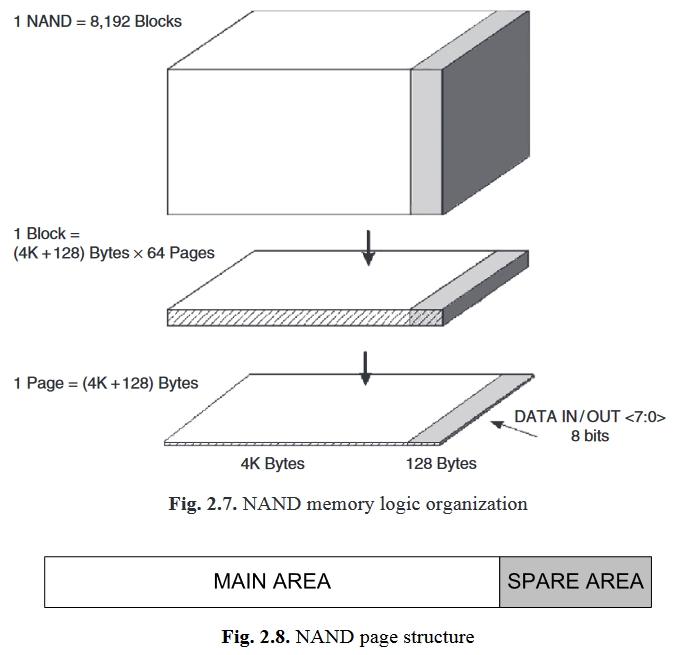 1 NAND = 8,192 Blocks
1 Block =
(4K + 128) Bytes × 64 Pages
1 Page = (4K + 128) Bytes
DATA IN/OUT <7:0>
8 bits
4K Bytes
128 Bytes
Fig. 2.7. NAND memory logic organization
MAIN AREA
SPARE AREA
Fig. 2.8. NAND page structure